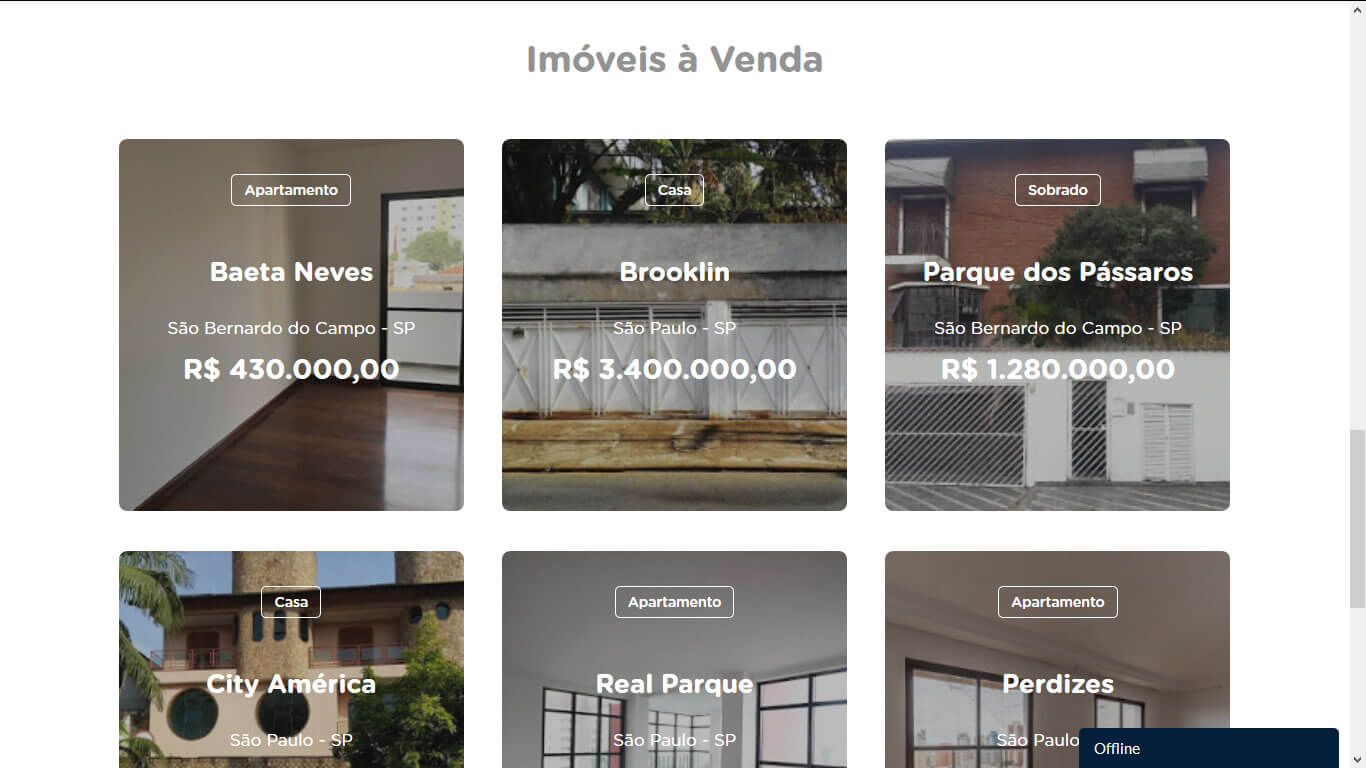 Imóveis à Venda
Apartamento
Baeta Neves
São Bernardo do Campo - SP
R$ 430.000,00
Casa
Brooklin
São Paulo - SP
R$ 3.400.000,00
Sobrado
Parque dos Pássaros
São Bernardo do Campo - SP
R$ 1.280.000,00
Casa
City América
São Paulo - SP
Apartamento
Real Parque
São Paulo - SP
Apartamento
Perdizes
São Paulo
Offline